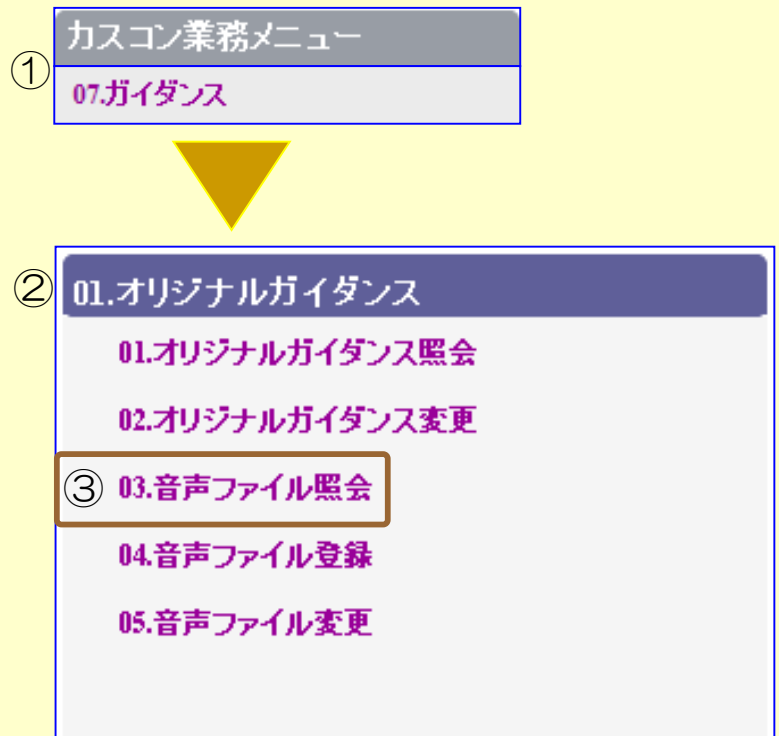 カスコン業務メニュー
① 07.ガイダンス
② 01.オリジナルガイダンス
01.オリジナルガイダンス照会
02.オリジナルガイダンス変更
③ 03.音声ファイル照会
04.音声ファイル登録
05.音声ファイル変更